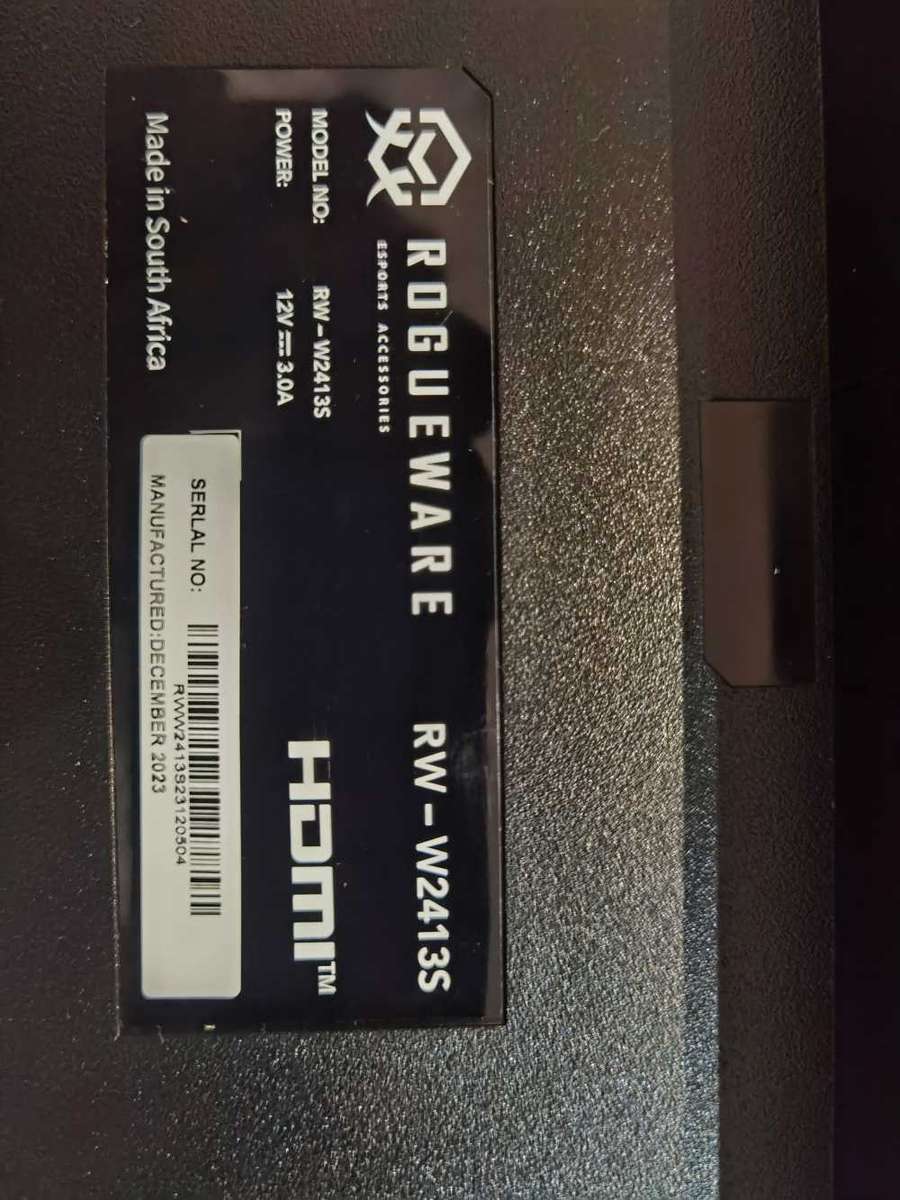 ROGUEWARE RW-W2413S
ESPORTS ACCESSORIES
MODEL NO: RW-W2413S
POWER: 12V⎓3.0A
HDMI™
Made in South Africa
SERLAL NO:
RWW2413S23120504
MANUFACTURED:DECEMBER 2023